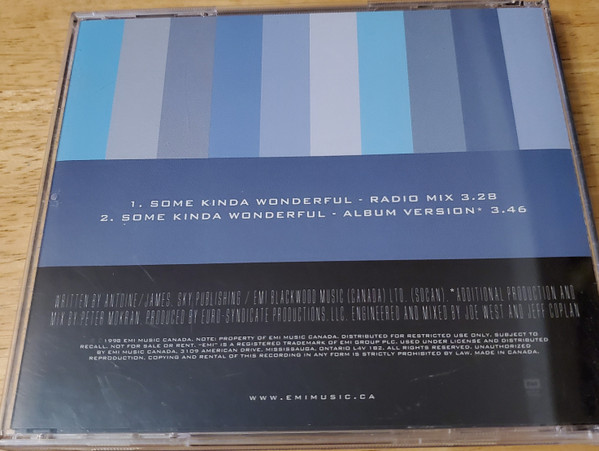 1. SOME KINDA WONDERFUL - RADIO MIX 3.28
2. SOME KINDA WONDERFUL - ALBUM VERSION* 3.46
WRITTEN BY ANTOINE/JAMES. SKY PUBLISHING / EMI BLACKWOOD MUSIC (CANADA) LTD. (SOCAN). *ADDITIONAL PRODUCTION AND
MIX BY PETER MOKRAN. PRODUCED BY EURO-SYNDICATE PRODUCTIONS, LLC. ENGINEERED AND MIXED BY JOE WEST AND JEFF COPLAN
1998 EMI MUSIC CANADA. NOTE: PROPERTY OF EMI MUSIC CANADA. DISTRIBUTED FOR RESTRICTED USE ONLY. SUBJECT TO
RECALL. NOT FOR SALE OR RENT. "EMI" IS A REGISTERED TRADEMARK OF EMI GROUP PLC. USED UNDER LICENSE AND DISTRIBUTED
BY EMI MUSIC CANADA, 3109 AMERICAN DRIVE, MISSISSAUGA, ONTARIO L4V 1B2. ALL RIGHTS RESERVED. UNAUTHORIZED
REPRODUCTION, COPYING AND RENTAL OF THIS RECORDING IN ANY FORM IS STRICTLY PROHIBITED BY LAW. MADE IN CANADA.
WWW.EMIMUSIC.CA